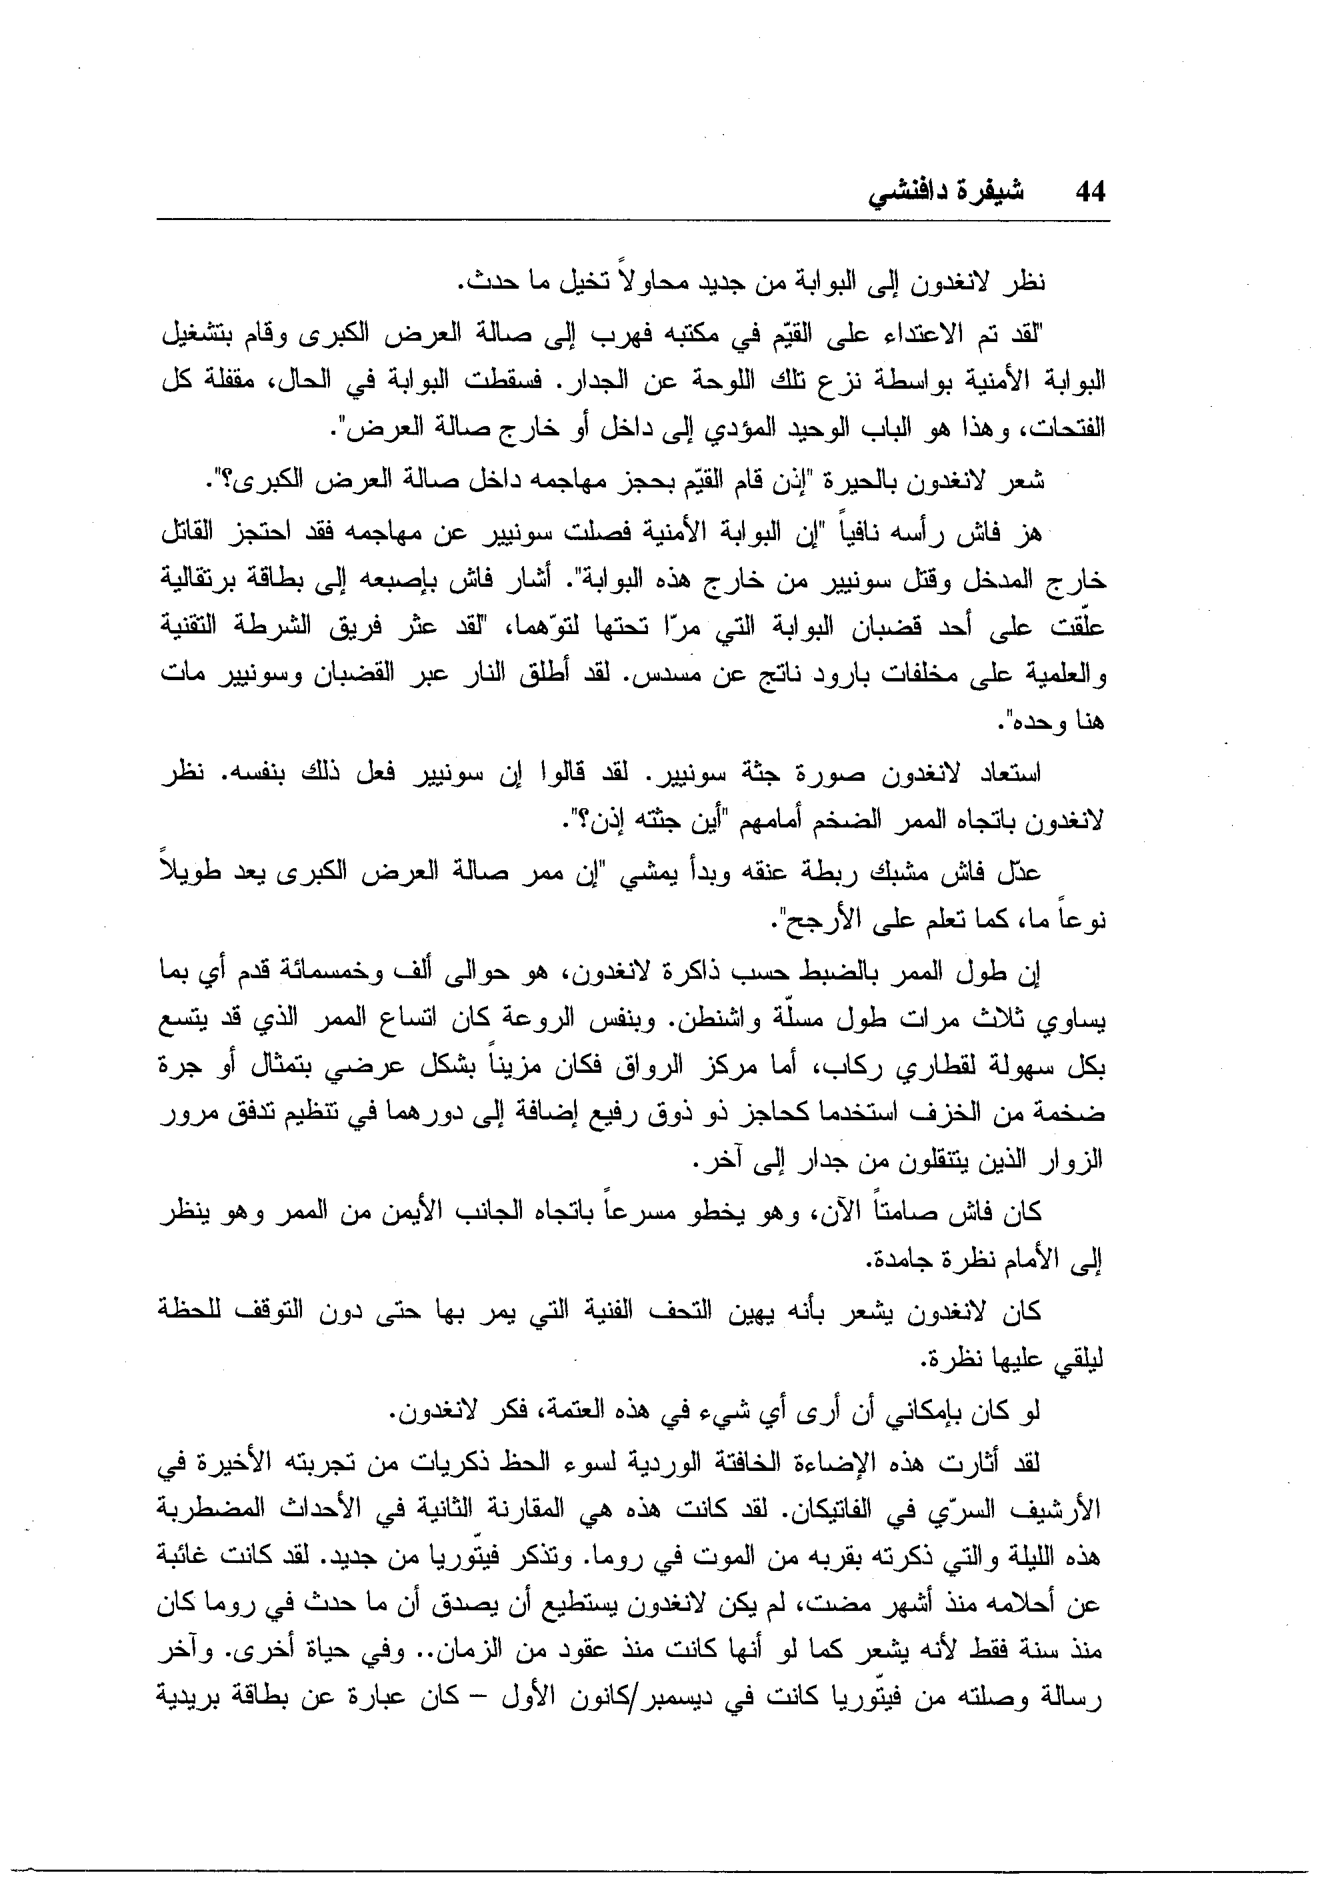 44 شيفرة دافنشي
نظر لانغدون إلى البوابة من جديد محاولاً تخيل ما حدث.
"لقد تم الاعتداء على القيّم في مكتبه فهرب إلى صالة العرض الكبرى وقام بتشغيل
البوابة الأمنية بواسطة نزع تلك اللوحة عن الجدار. فسقطت البوابة في الحال، مقفلة كل
الفتحات، وهذا هو الباب الوحيد المؤدي إلى داخل أو خارج صالة العرض".
شعر لانغدون بالحيرة "إذن قام القيّم بحجز مهاجمه داخل صالة العرض الكبرى؟".
هز فاش رأسه نافياً "إن البوابة الأمنية فصلت سونيير عن مهاجمه فقد احتجز القاتل
خارج المدخل وقتل سونيير من خارج هذه البوابة". أشار فاش بإصبعه إلى بطاقة برتقالية
علّقت على أحد قضبان البوابة التي مرّا تحتها لتوّهما، "لقد عثر فريق الشرطة التقنية
والعلمية على مخلفات بارود ناتج عن مسدس. لقد أطلق النار عبر القضبان وسونيير مات
هنا وحده".
استعاد لانغدون صورة جثة سونيير. لقد قالوا إن سونيير فعل ذلك بنفسه. نظر
لانغدون باتجاه الممر الضخم أمامهم "أين جثته إذن؟".
عدّل فاش مشبك ربطة عنقه وبدأ يمشي "إن ممر صالة العرض الكبرى يعد طويلاً
نوعاً ما، كما تعلم على الأرجح".
إن طول الممر بالضبط حسب ذاكرة لانغدون، هو حوالى ألف وخمسمائة قدم أي بما
يساوي ثلاث مرات طول مسلّة واشنطن. وبنفس الروعة كان اتساع الممر الذي قد يتسع
بكل سهولة لقطاري ركاب، أما مركز الرواق فكان مزيناً بشكل عرضي بتمثال أو جرة
ضخمة من الخزف استخدما كحاجز ذو ذوق رفيع إضافة إلى دورهما في تنظيم تدفق مرور
الزوار الذين يتنقلون من جدار إلى آخر.
كان فاش صامتاً الآن، وهو يخطو مسرعاً باتجاه الجانب الأيمن من الممر وهو ينظر
إلى الأمام نظرة جامدة.
كان لانغدون يشعر بأنه يهين التحف الفنية التي يمر بها حتى دون التوقف للحظة
ليلقي عليها نظرة.
لو كان بإمكاني أن أرى أي شيء في هذه العتمة، فكر لانغدون.
لقد أثارت هذه الإضاءة الخافتة الوردية لسوء الحظ ذكريات من تجربته الأخيرة في
الأرشيف السرّي في الفاتيكان. لقد كانت هذه هي المقارنة الثانية في الأحداث المضطربة
هذه الليلة والتي ذكرته بقربه من الموت في روما. وتذكر فيتّوريا من جديد. لقد كانت غائبة
عن أحلامه منذ أشهر مضت، لم يكن لانغدون يستطيع أن يصدق أن ما حدث في روما كان
منذ سنة فقط لأنه يشعر كما لو أنها كانت منذ عقود من الزمان.. وفي حياة أخرى. وآخر
رسالة وصلته من فيتّوريا كانت في ديسمبر/كانون الأول – كان عبارة عن بطاقة بريدية